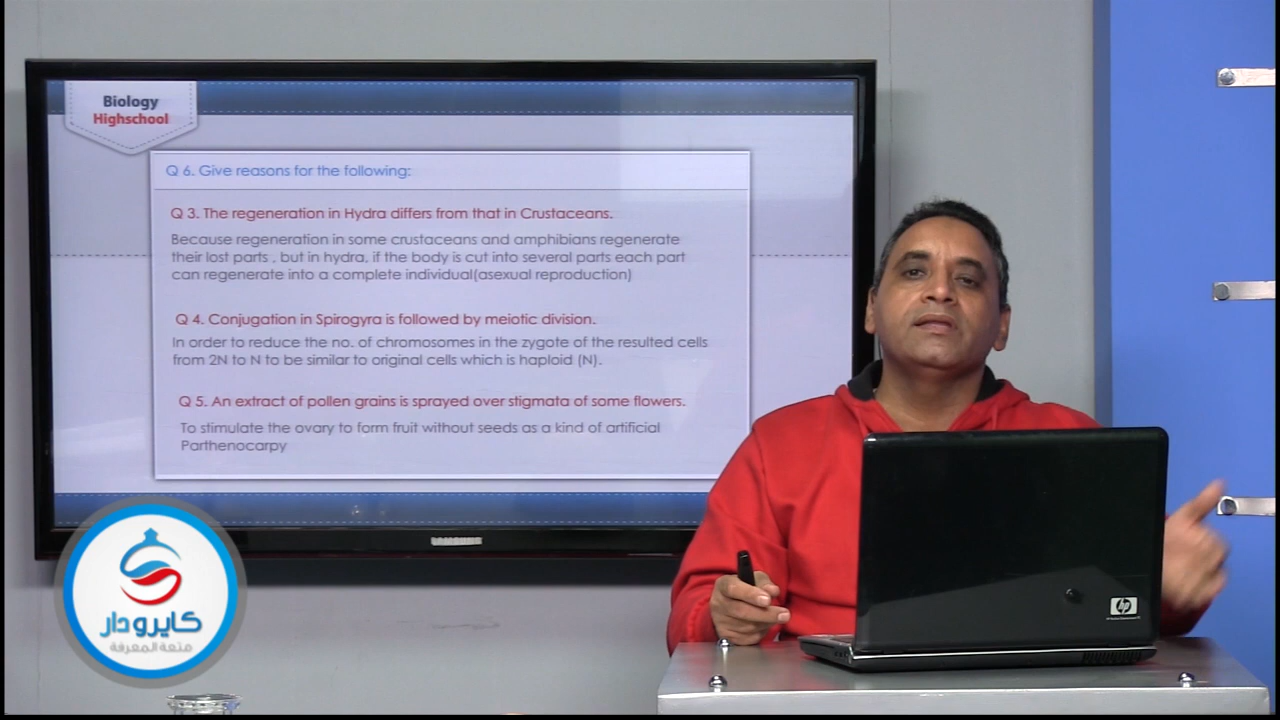 Biology
Highschool
Q 6. Give reasons for the following:
Q 3. The regeneration in Hydra differs from that in Crustaceans.
Because regeneration in some crustaceans and amphibians regenerate
their lost parts , but in hydra, if the body is cut into several parts each part
can regenerate into a complete individual(asexual reproduction)
Q 4. Conjugation in Spirogyra is followed by meiotic division.
In order to reduce the no. of chromosomes in the zygote of the resulted cells
from 2N to N to be similar to original cells which is haploid (N).
Q 5. An extract of pollen grains is sprayed over stigmata of some flowers.
To stimulate the ovary to form fruit without seeds as a kind of artificial
Parthenocarpy
SAMSUNG
كايرودار
متعة المعرفة
hp